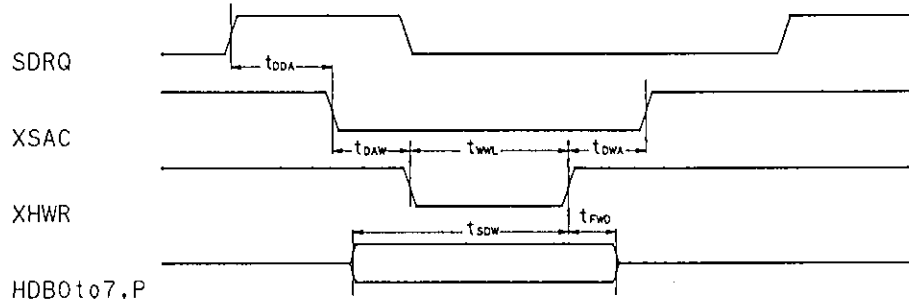 SDRQ
tDDA
XSAC
tDAW tWWL tDWA
XHWR
tSDW tFWD
HDB0to7,P